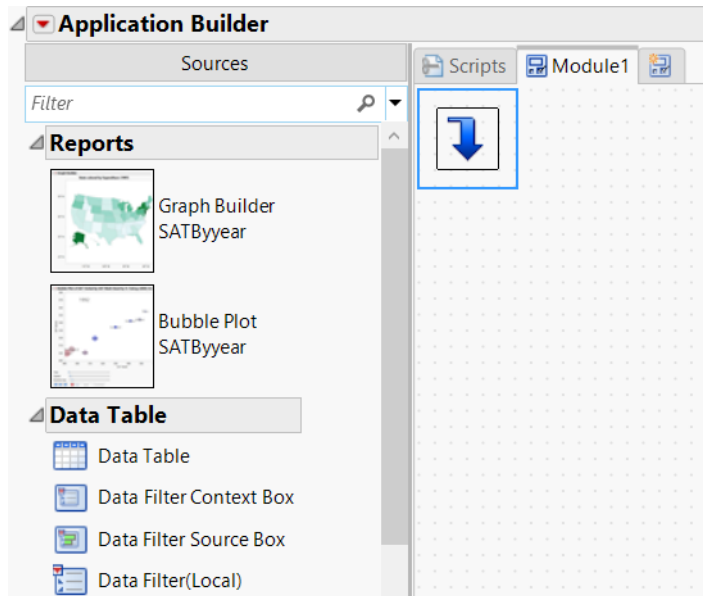 Application Builder
Sources
Scripts
Module1
Filter
Reports
Graph Builder
SATByyear
Bubble Plot
SATByyear
Data Table
Data Table
Data Filter Context Box
Data Filter Source Box
Data Filter(Local)